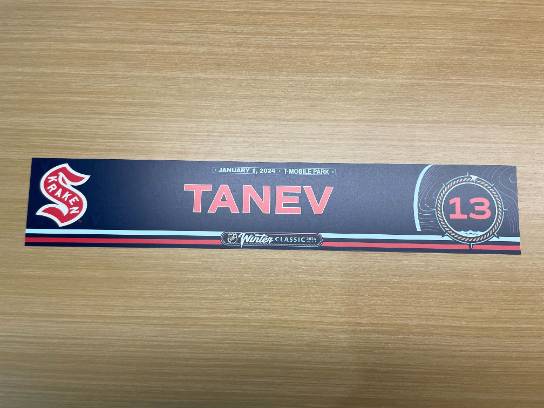 KRAKEN
JANUARY 1, 2024 · T-MOBILE PARK
TANEV
13
Winter CLASSIC